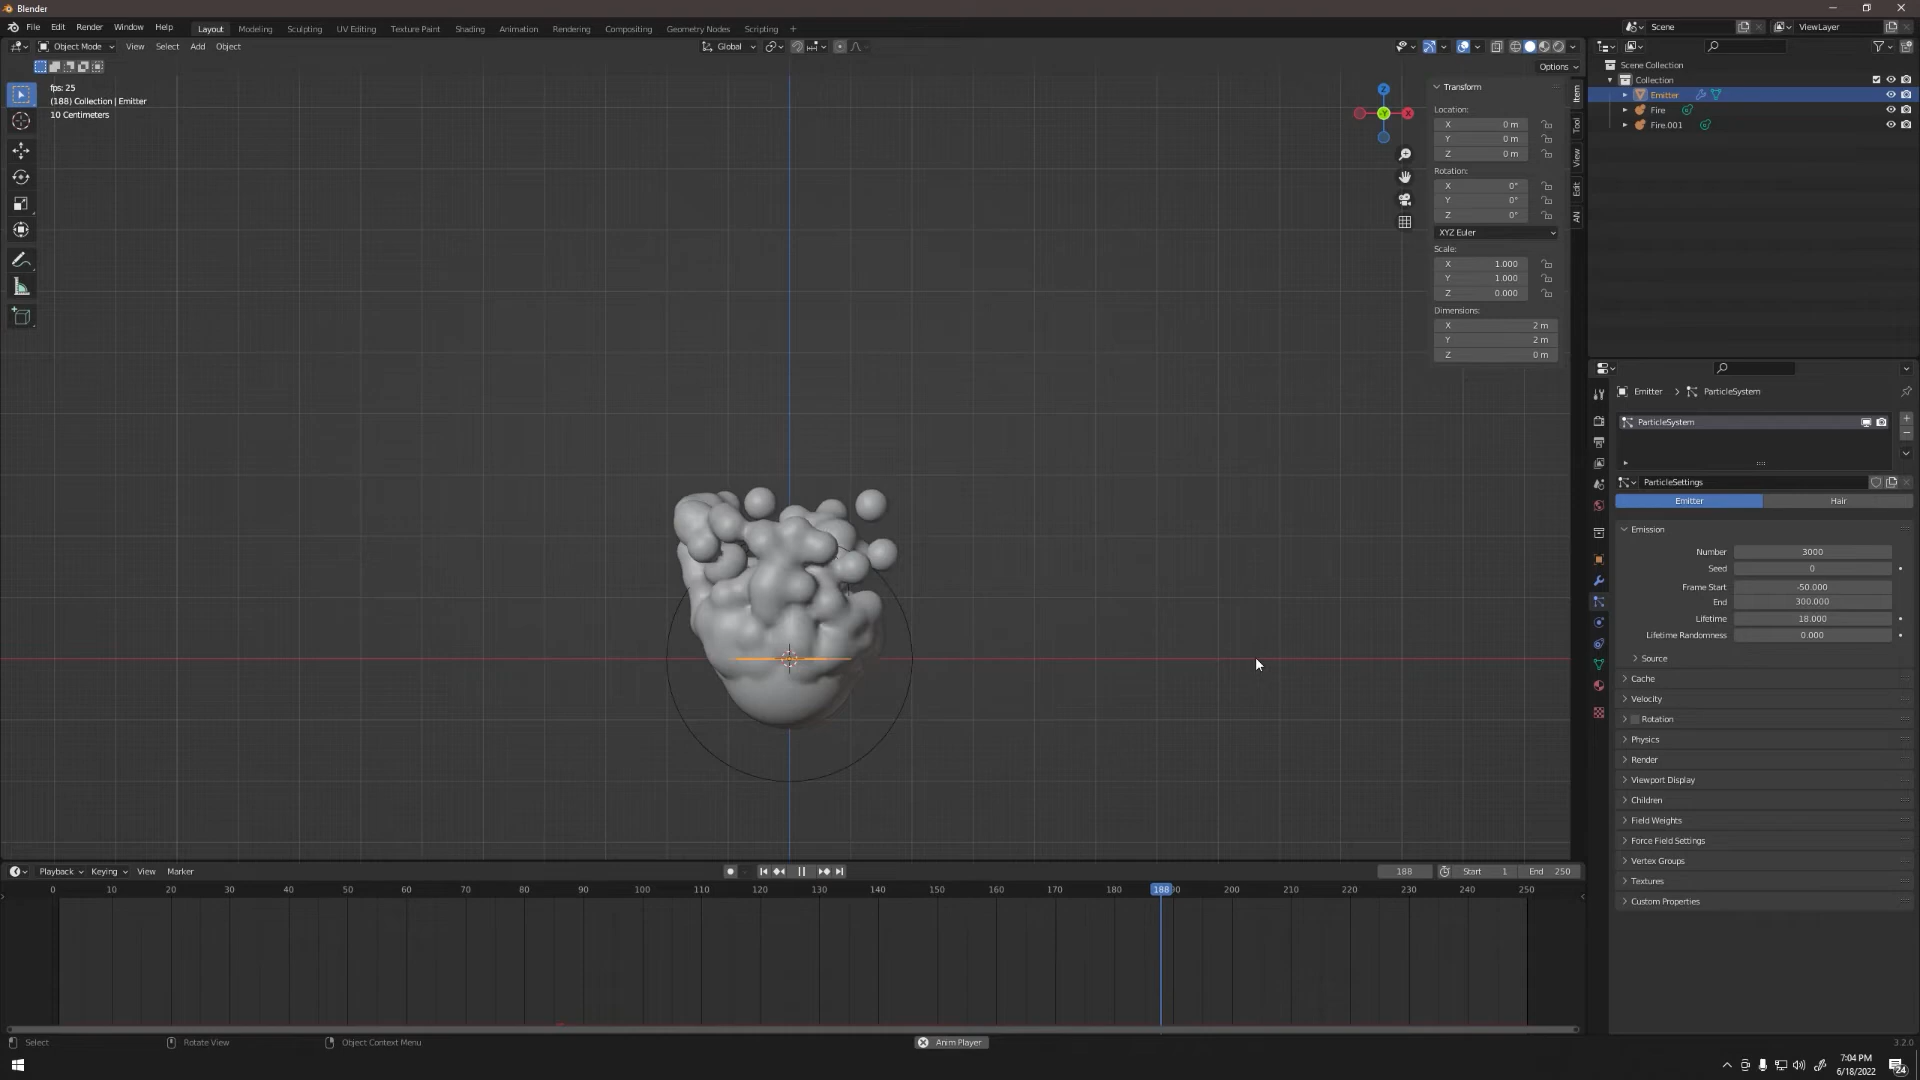 Blender
File Edit Render Window Help Layout Modeling Sculpting UV Editing Texture Paint Shading Animation Rendering Compositing Geometry Nodes Scripting + Scene ViewLayer
Object Mode View Select Add Object Global
Options
fps: 25
(188) Collection | Emitter
10 Centimeters
Z
Y
X
Transform
Location:
X 0 m
Y 0 m
Z 0 m
Rotation:
X 0°
Y 0°
Z 0°
XYZ Euler
Scale:
X 1.000
Y 1.000
Z 0.000
Dimensions:
X 2 m
Y 2 m
Z 0 m
Item
Tool
View
Edit
AN
Scene Collection
Collection
Emitter
Fire
Fire.001
Emitter > ParticleSystem
ParticleSystem
ParticleSettings
Emitter Hair
Emission
Number 3000
Seed 0
Frame Start -50.000
End 300.000
Lifetime 18.000
Lifetime Randomness 0.000
Source
Cache
Velocity
Rotation
Physics
Render
Viewport Display
Children
Field Weights
Force Field Settings
Vertex Groups
Textures
Custom Properties
Playback Keying View Marker 188 Start 1 End 250
0 10 20 30 40 50 60 70 80 90 100 110 120 130 140 150 160 170 180 188 90 200 210 220 230 240 250
Select Rotate View Object Context Menu Anim Player 3.2.0
7:04 PM
6/18/2022
24